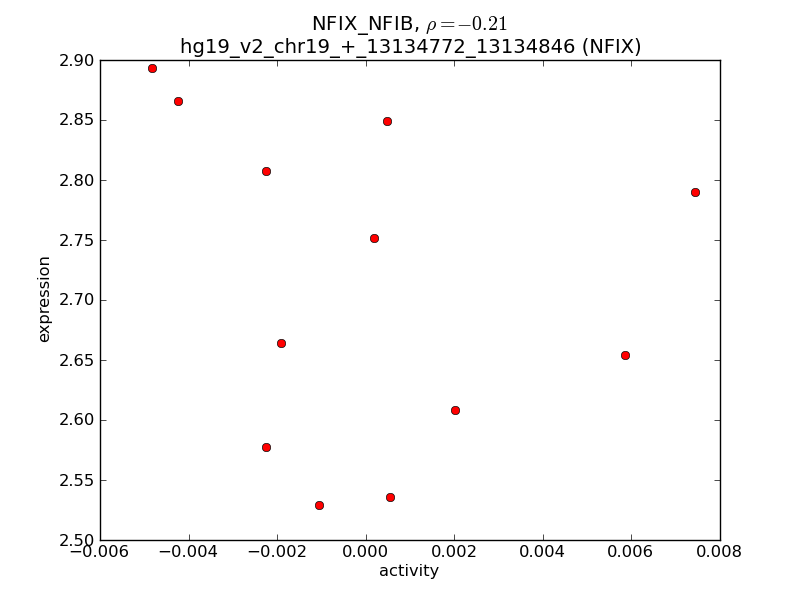 NFIX_NFIB, ρ = −0.21
hg19_v2_chr19_+_13134772_13134846 (NFIX)
2.90
2.85
2.80
2.75
2.70
2.65
2.60
2.55
2.50
expression
−0.006 −0.004 −0.002 0.000 0.002 0.004 0.006 0.008
activity